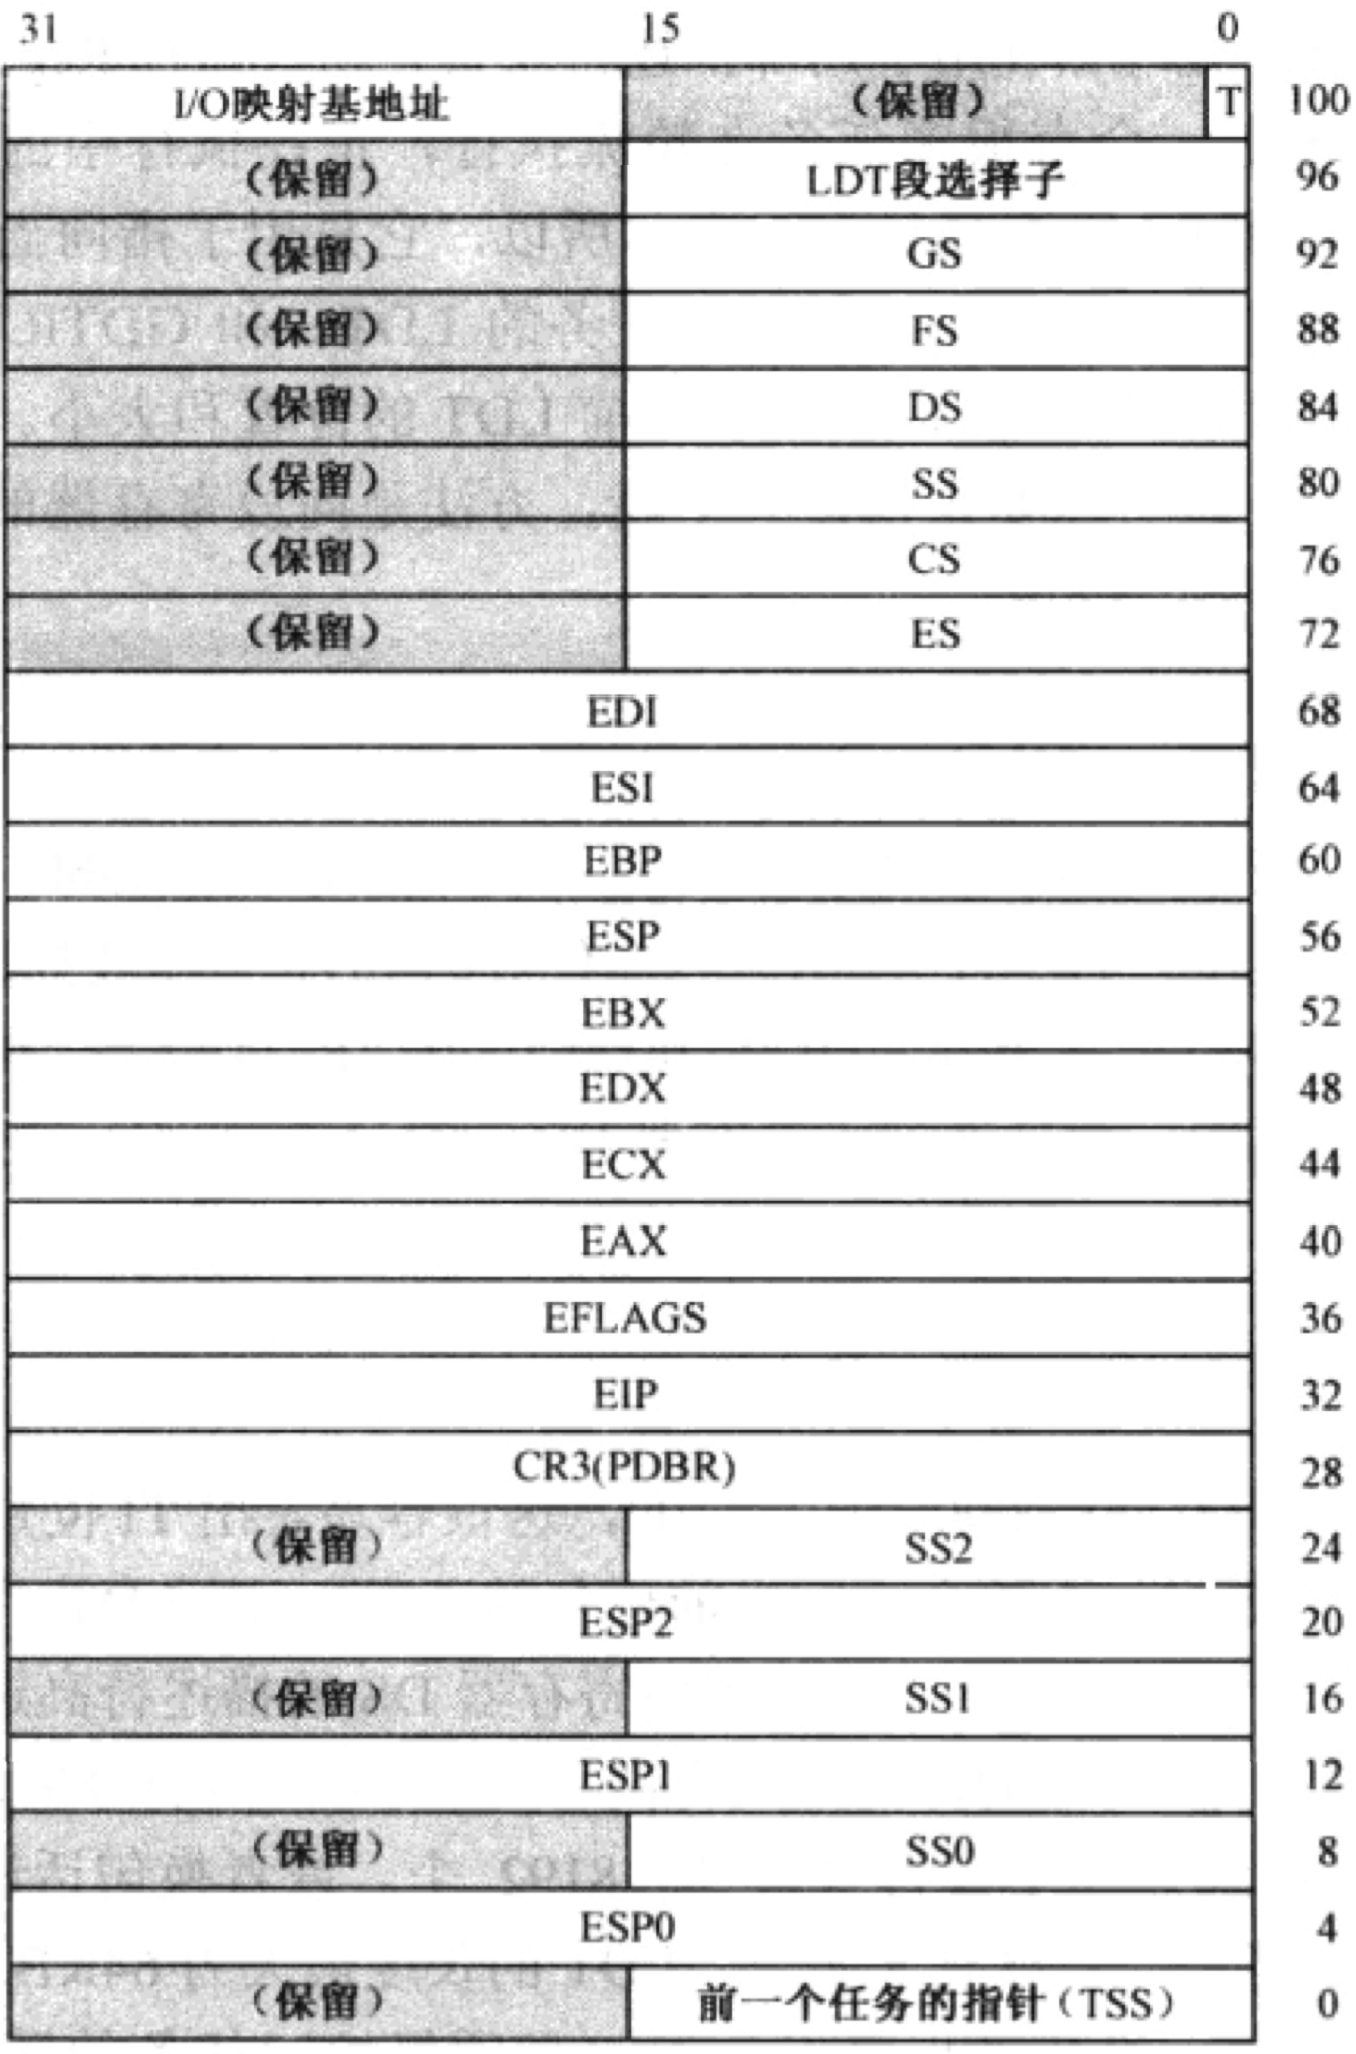 31 15 0
I/O映射基地址 （保留） T 100
（保留） LDT段选择子 96
（保留） GS 92
（保留） FS 88
（保留） DS 84
（保留） SS 80
（保留） CS 76
（保留） ES 72
EDI 68
ESI 64
EBP 60
ESP 56
EBX 52
EDX 48
ECX 44
EAX 40
EFLAGS 36
EIP 32
CR3(PDBR) 28
（保留） SS2 24
ESP2 20
（保留） SS1 16
ESP1 12
（保留） SS0 8
ESP0 4
（保留） 前一个任务的指针（TSS） 0